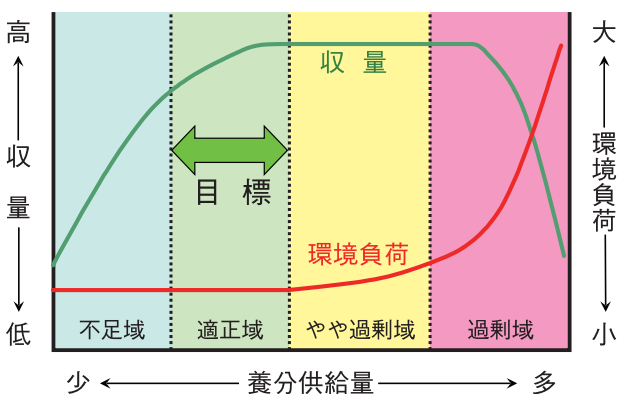 高
収量
低
大
環境負荷
小
収量
目標
環境負荷
不足域
適正域
やや過剰域
過剰域
少
養分供給量
多